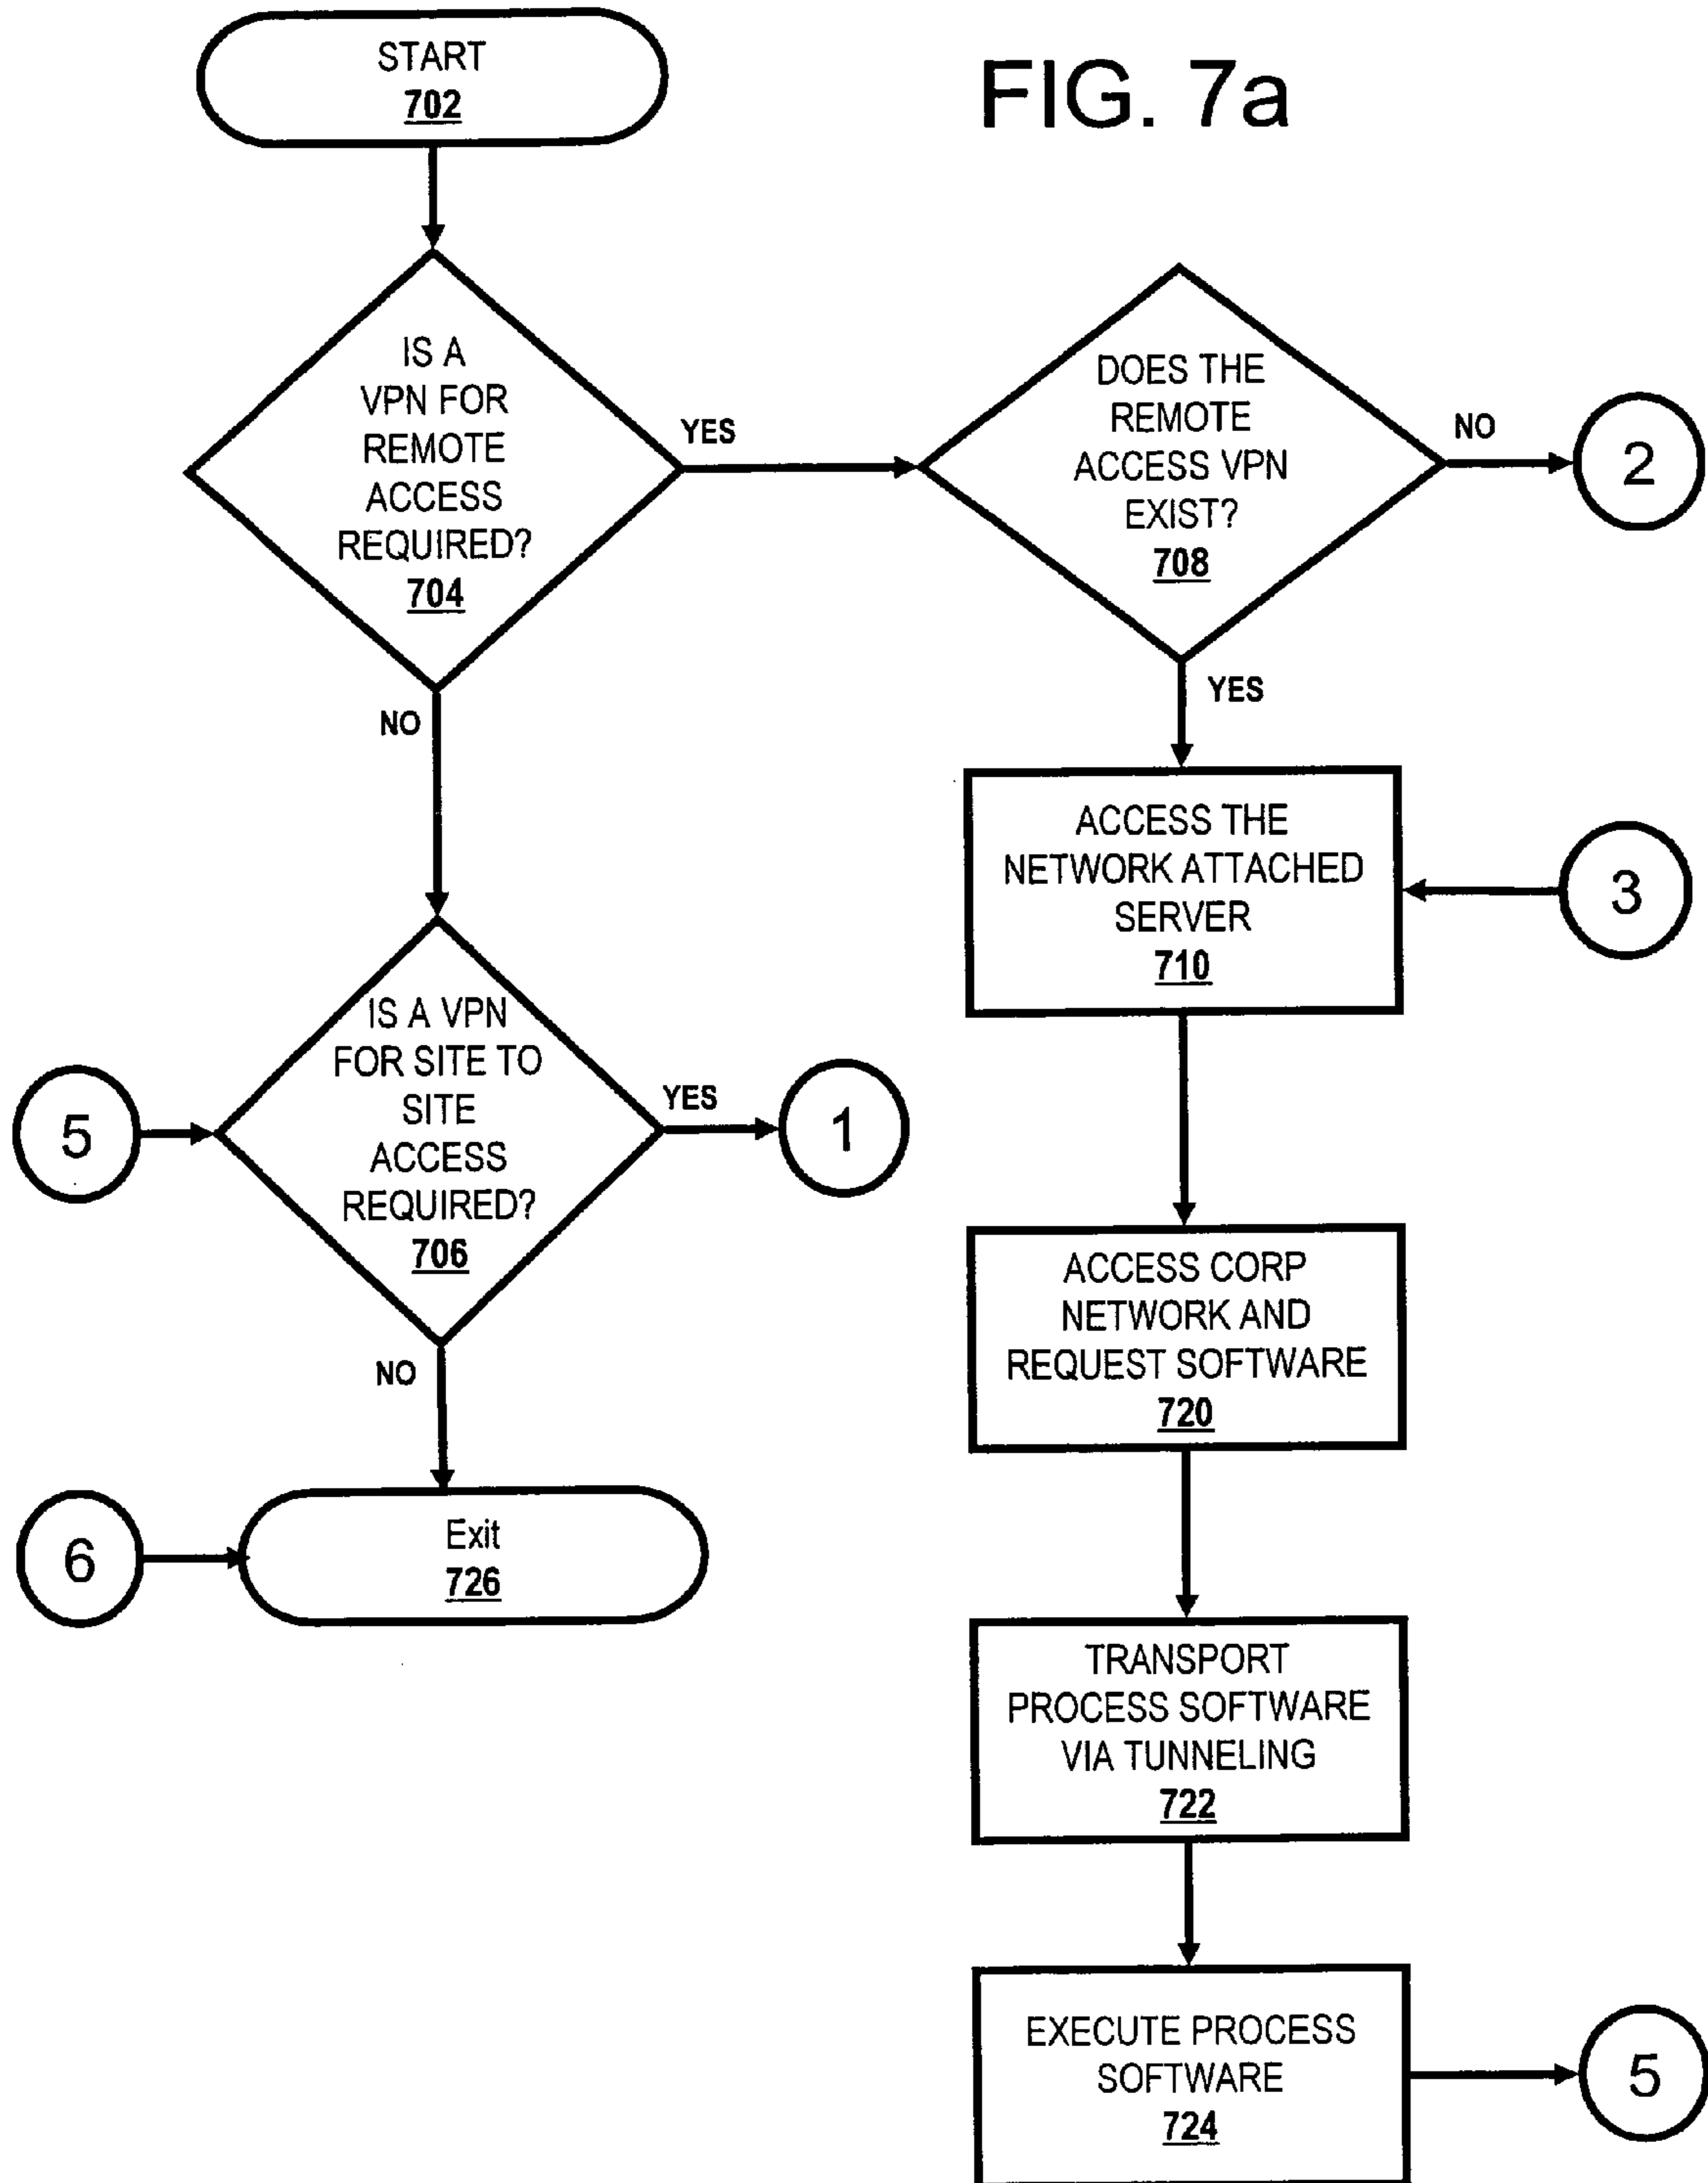 FIG. 7a
START
702
IS A
VPN FOR
REMOTE
ACCESS
REQUIRED?
704
YES
NO
DOES THE
REMOTE
ACCESS VPN
EXIST?
708
NO
2
YES
ACCESS THE
NETWORK ATTACHED
SERVER
710
3
IS A VPN
FOR SITE TO
SITE
ACCESS
REQUIRED?
706
5
YES
1
NO
ACCESS CORP
NETWORK AND
REQUEST SOFTWARE
720
6
Exit
726
TRANSPORT
PROCESS SOFTWARE
VIA TUNNELING
722
EXECUTE PROCESS
SOFTWARE
724
5